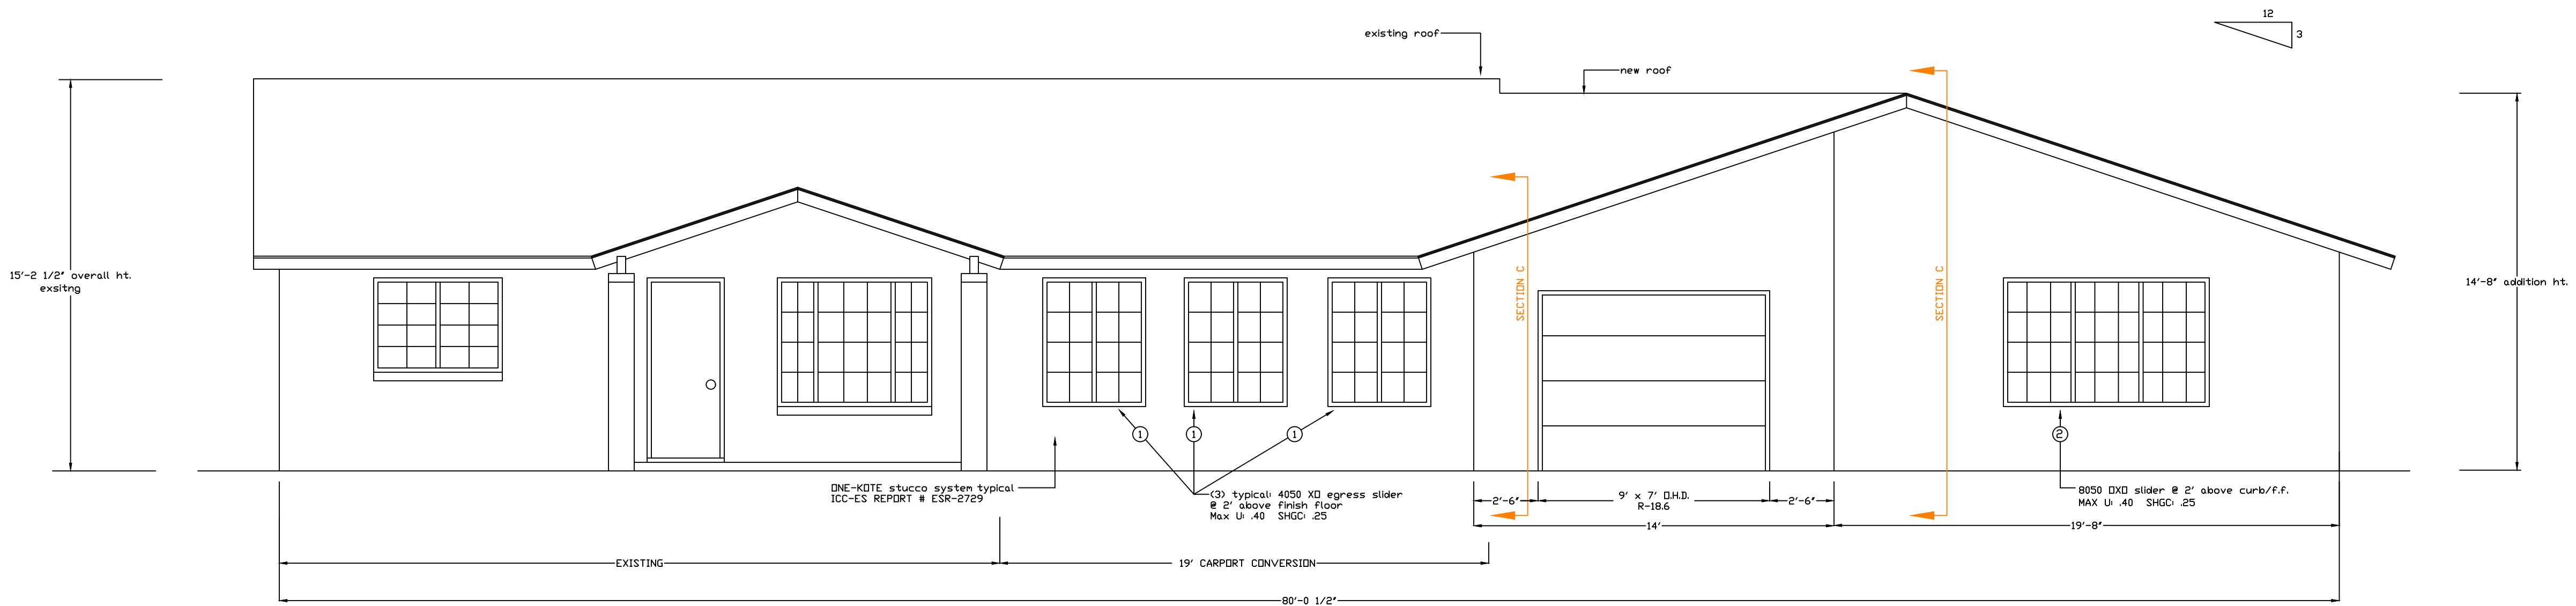 12
3
existing roof
new roof
15'-2 1/2" overall ht.
exsitng
14'-8" addition ht.
SECTION C
SECTION C
1
1
1
2
ONE-KOTE stucco system typical
ICC-ES REPORT # ESR-2729
(3) typical: 4050 XO egress slider
@ 2' above finish floor
Max U: .40 SHGC: .25
2'-6"
9' x 7' O.H.D.
R-18.6
2'-6"
8050 OXO slider @ 2' above curb/f.f.
MAX U: .40 SHGC: .25
14'
19'-8"
EXISTING
19' CARPORT CONVERSION
80'-0 1/2"